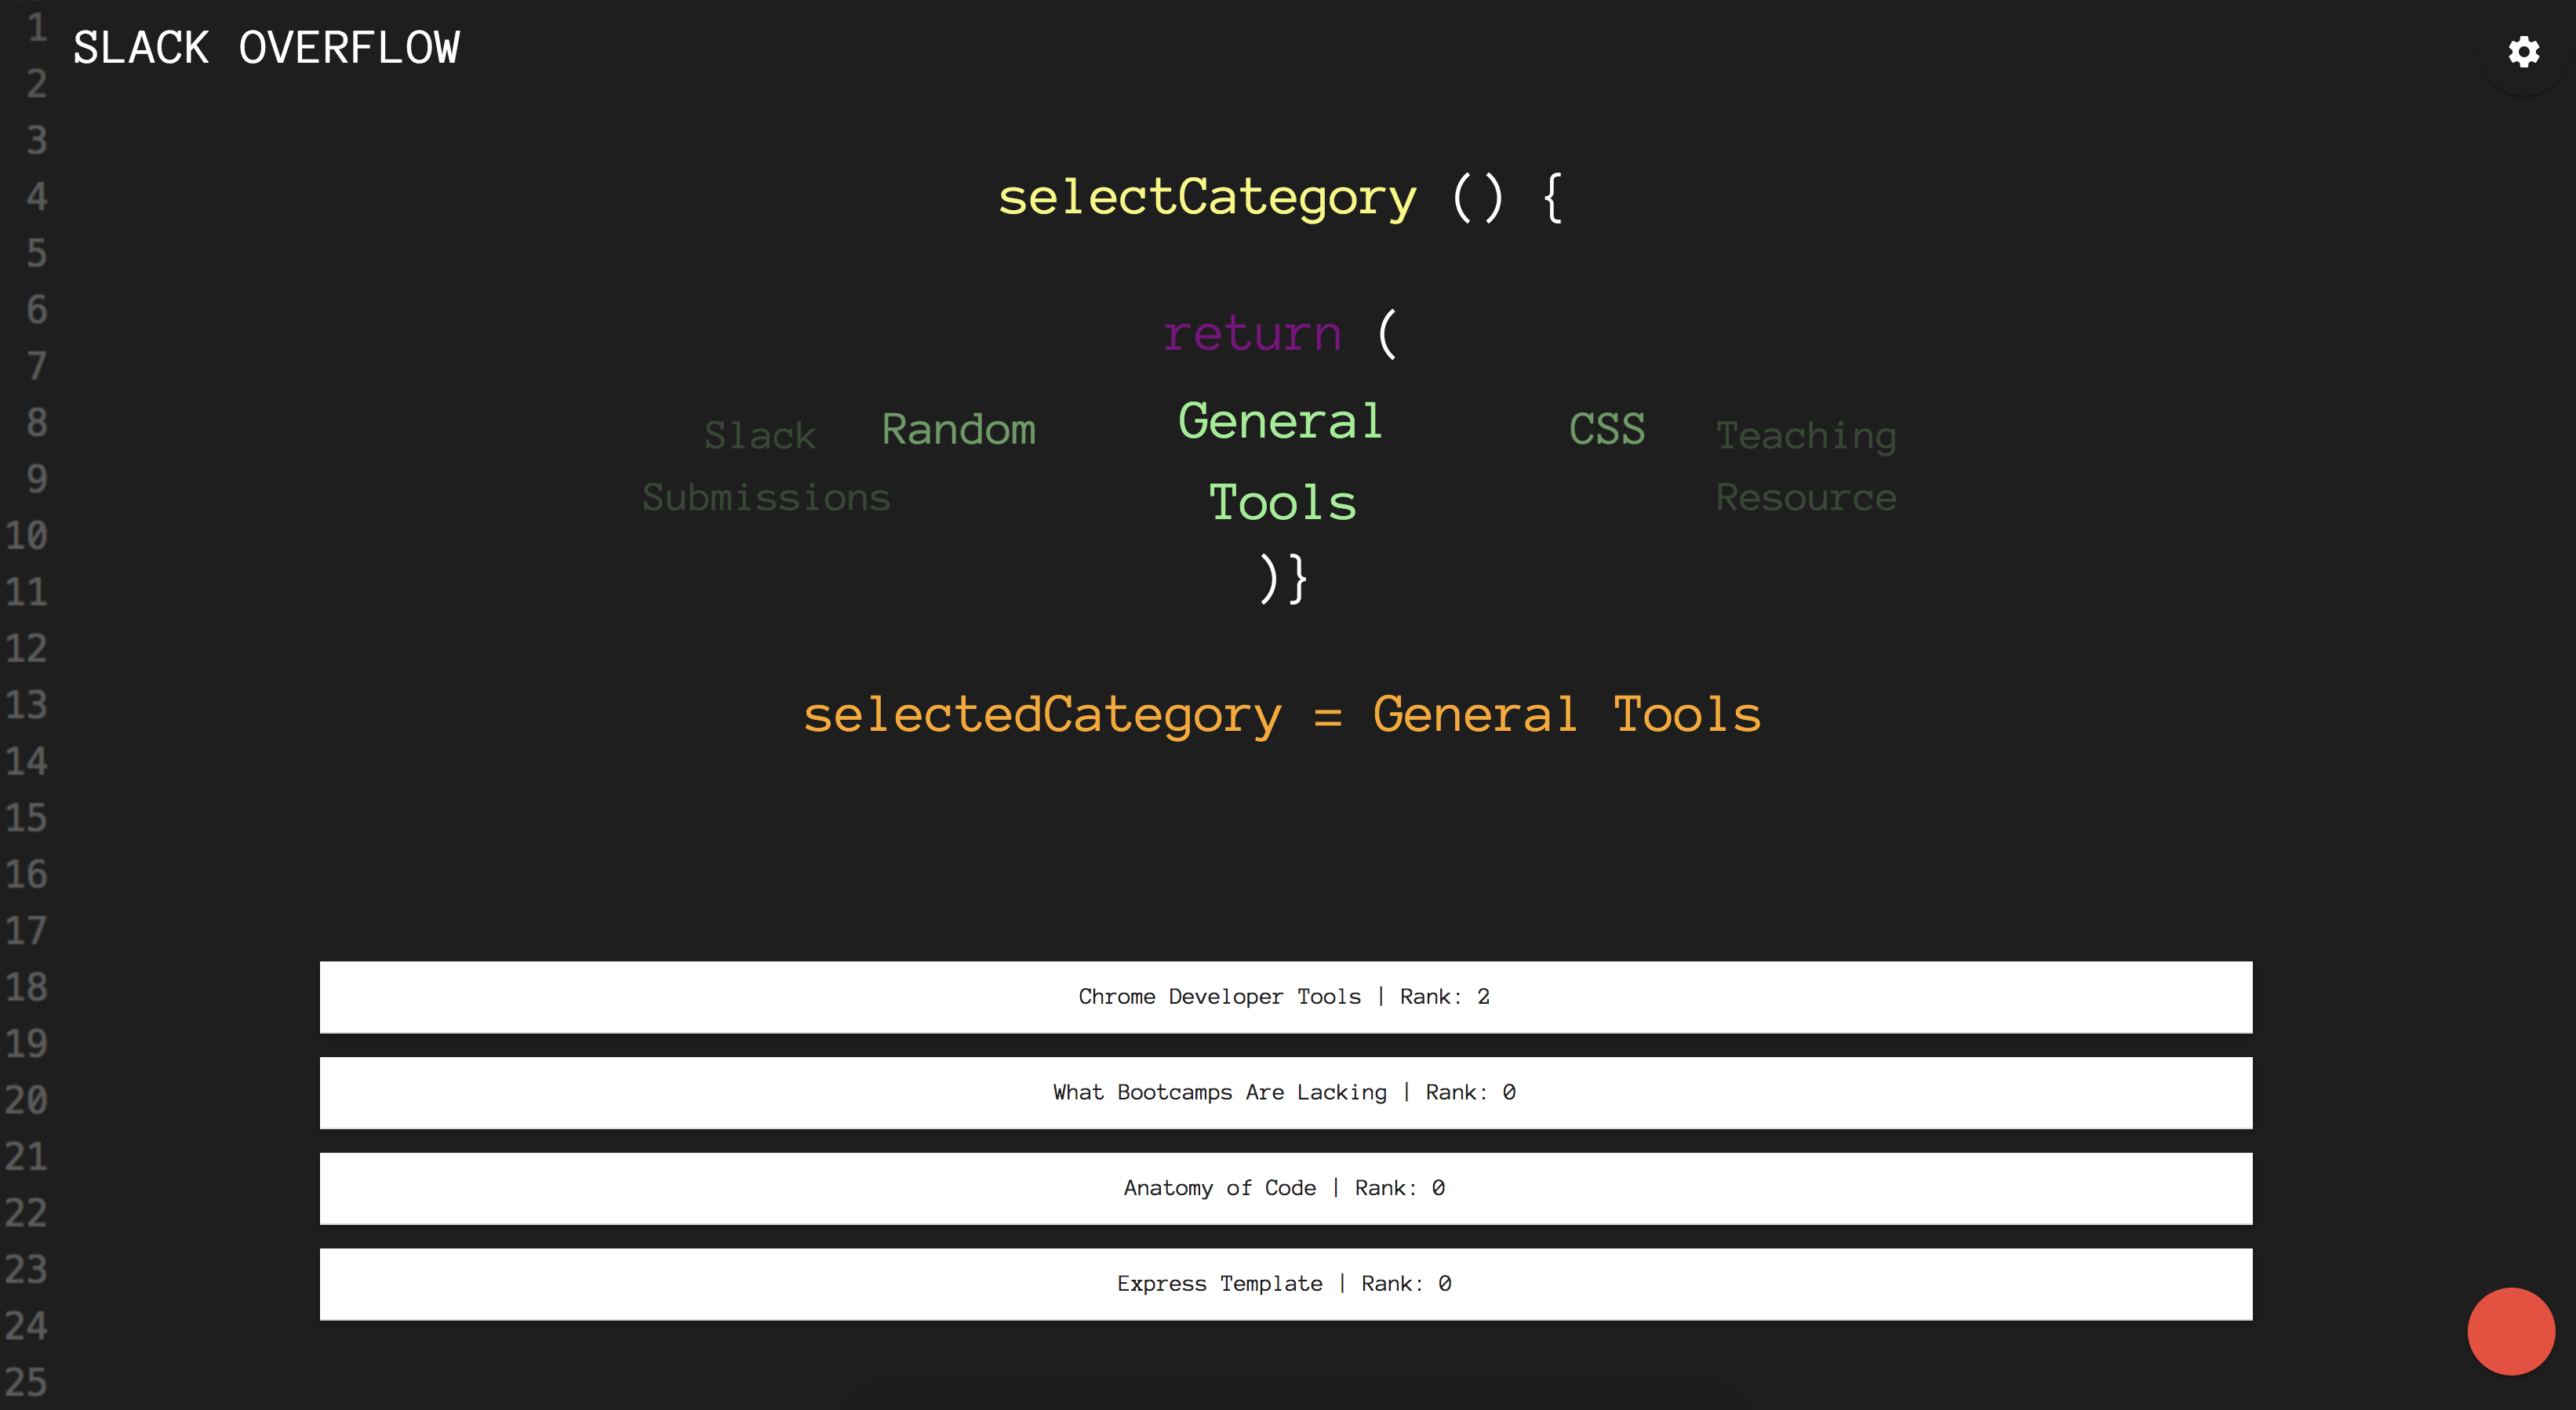 1
SLACK OVERFLOW
2
3
4
selectCategory () {
5
6
return (
7
8
Slack Random General CSS Teaching
9
Submissions Tools Resource
10
)}
11
12
13
selectedCategory = General Tools
14
15
16
17
18
Chrome Developer Tools | Rank: 2
19
20
What Bootcamps Are Lacking | Rank: 0
21
Anatomy of Code | Rank: 0
22
23
Express Template | Rank: 0
24
25